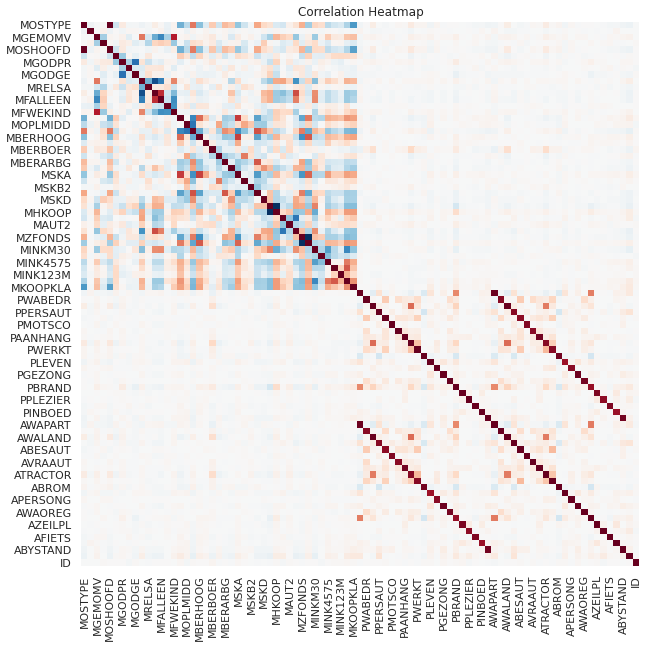 Correlation Heatmap
MOSTYPE
MGEMOMV
MOSHOOFD
MGODPR
MGODGE
MRELSA
MFALLEEN
MFWEKIND
MOPLMIDD
MBERHOOG
MBERBOER
MBERARBG
MSKA
MSKB2
MSKD
MHKOOP
MAUT2
MZFONDS
MINKM30
MINK4575
MINK123M
MKOOPKLA
PWABEDR
PPERSAUT
PMOTSCO
PAANHANG
PWERKT
PLEVEN
PGEZONG
PBRAND
PPLEZIER
PINBOED
AWAPART
AWALAND
ABESAUT
AVRAAUT
ATRACTOR
ABROM
APERSONG
AWAOREG
AZEILPL
AFIETS
ABYSTAND
ID
MOSTYPE
MGEMOMV
MOSHOOFD
MGODPR
MGODGE
MRELSA
MFALLEEN
MFWEKIND
MOPLMIDD
MBERHOOG
MBERBOER
MBERARBG
MSKA
MSKB2
MSKD
MHKOOP
MAUT2
MZFONDS
MINKM30
MINK4575
MINK123M
MKOOPKLA
PWABEDR
PPERSAUT
PMOTSCO
PAANHANG
PWERKT
PLEVEN
PGEZONG
PBRAND
PPLEZIER
PINBOED
AWAPART
AWALAND
ABESAUT
AVRAAUT
ATRACTOR
ABROM
APERSONG
AWAOREG
AZEILPL
AFIETS
ABYSTAND
ID